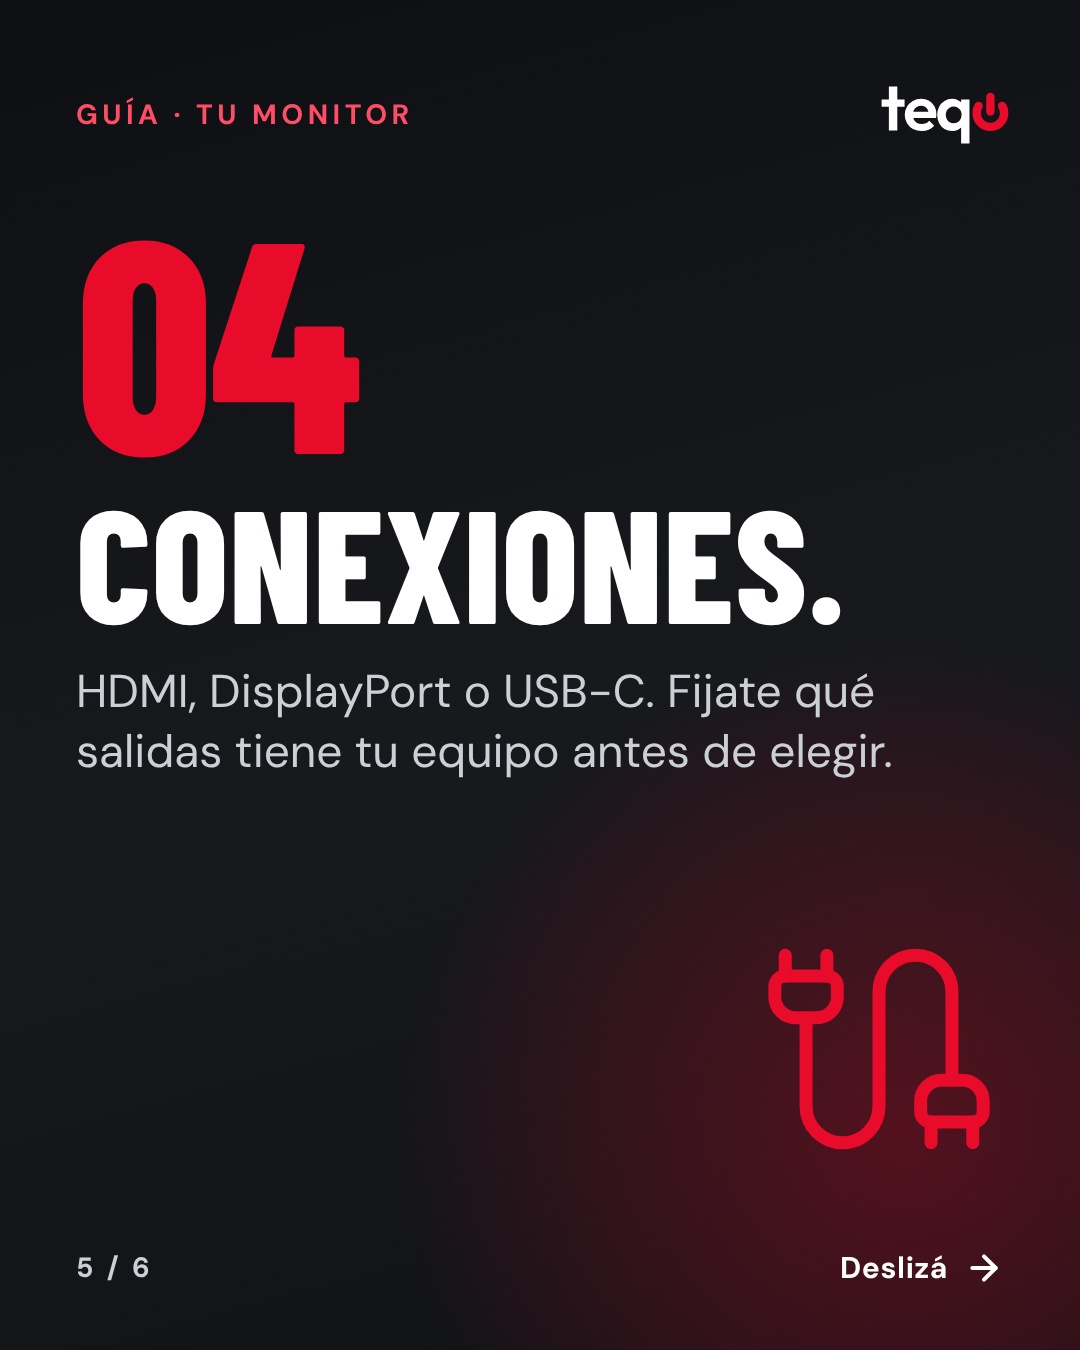 GUÍA · TU MONITOR
teqo
04
CONEXIONES.
HDMI, DisplayPort o USB-C. Fijate qué
salidas tiene tu equipo antes de elegir.
5 / 6
Deslizá →